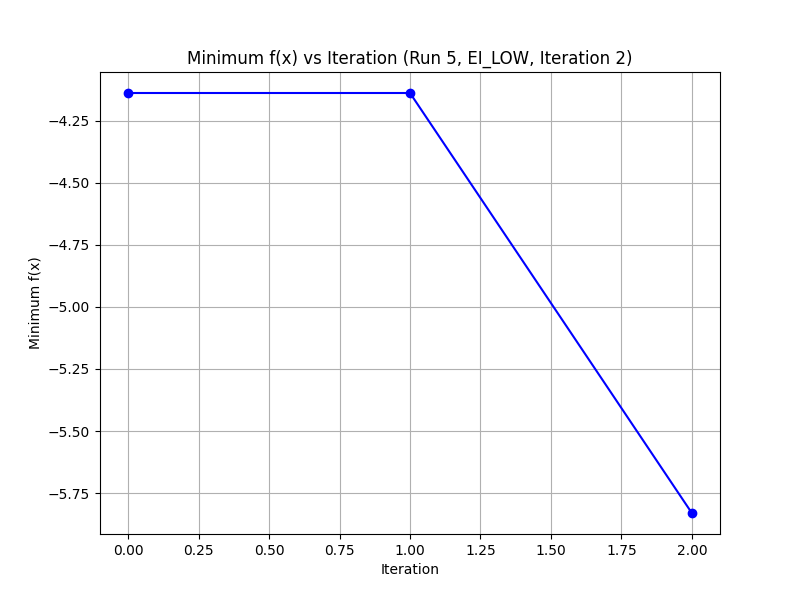 Minimum f(x) vs Iteration (Run 5, EI_LOW, Iteration 2)
Minimum f(x)
−4.25
−4.50
−4.75
−5.00
−5.25
−5.50
−5.75
0.00 0.25 0.50 0.75 1.00 1.25 1.50 1.75 2.00
Iteration